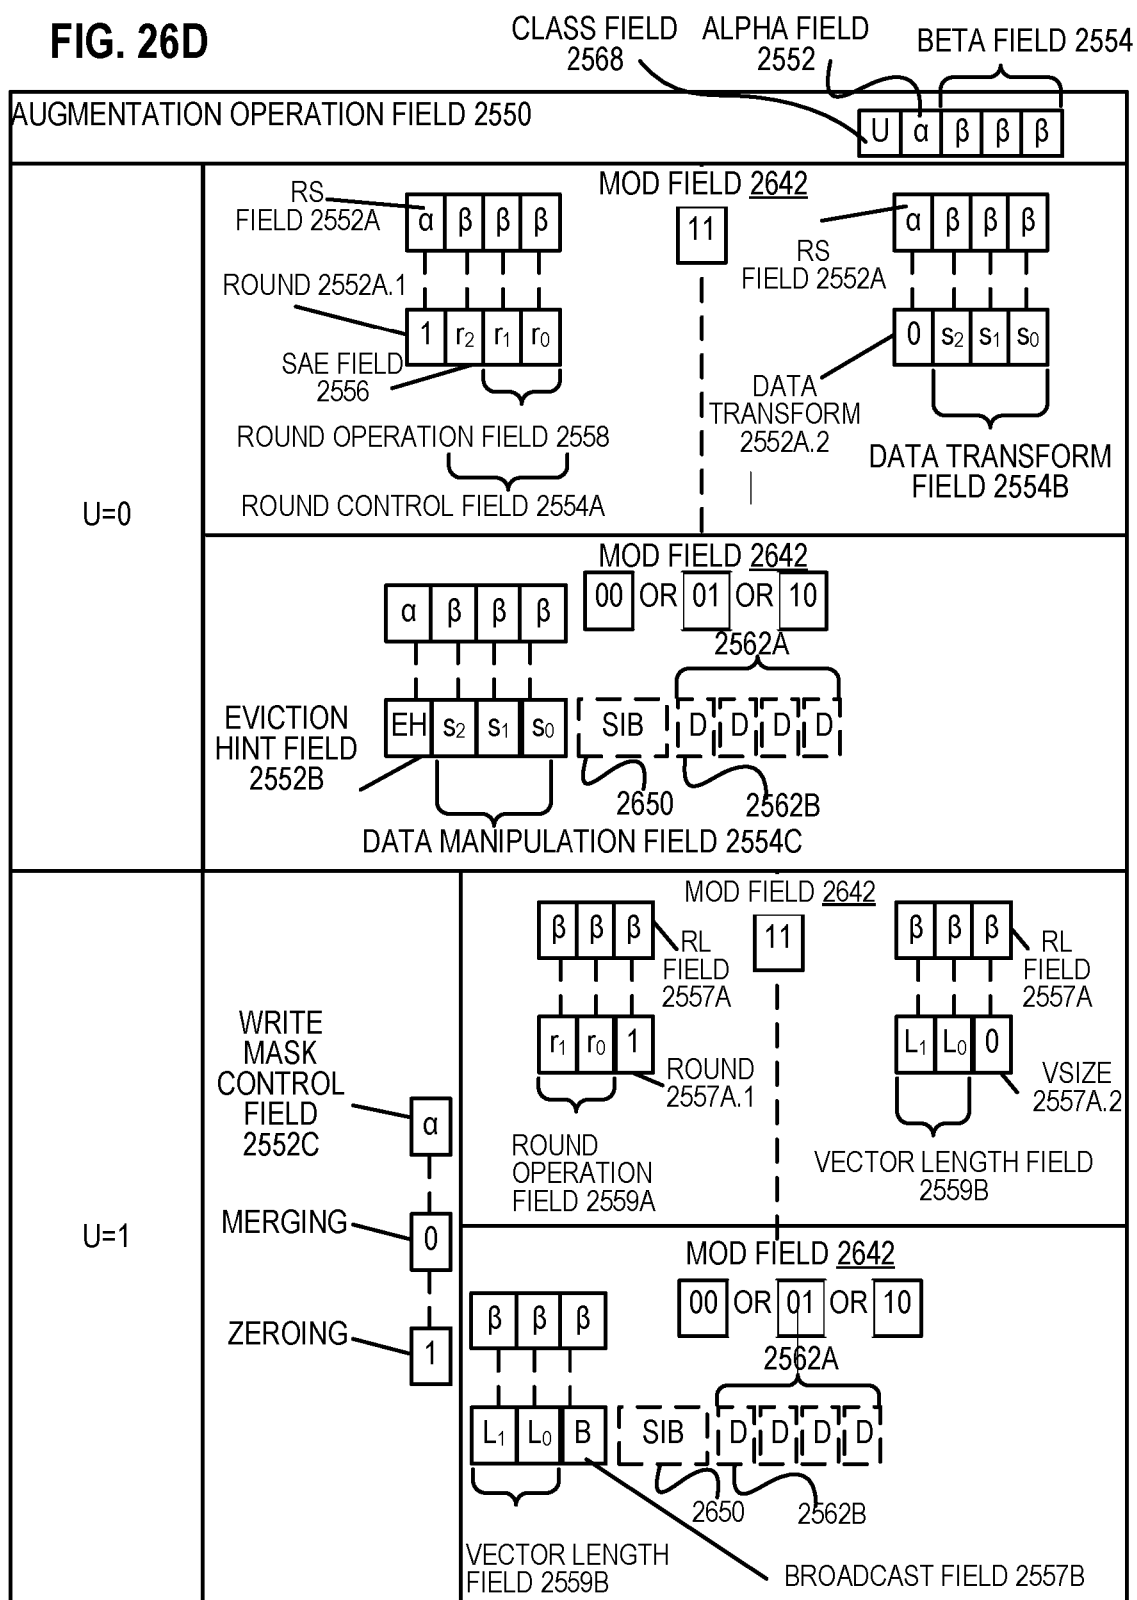 FIG. 26D
CLASS FIELD
2568
ALPHA FIELD
2552
BETA FIELD 2554
AUGMENTATION OPERATION FIELD 2550
U α β β β
U=0
MOD FIELD 2642
11
RS
FIELD 2552A
α β β β
ROUND 2552A.1
1 r2 r1 r0
SAE FIELD
2556
ROUND OPERATION FIELD 2558
ROUND CONTROL FIELD 2554A
α β β β
RS
FIELD 2552A
0 s2 s1 s0
DATA
TRANSFORM
2552A.2
DATA TRANSFORM
FIELD 2554B
MOD FIELD 2642
00 OR 01 OR 10
α β β β
2562A
EVICTION
HINT FIELD
2552B
EH s2 s1 s0 SIB D D D D
2650
2562B
DATA MANIPULATION FIELD 2554C
U=1
WRITE
MASK
CONTROL
FIELD
2552C
α
MERGING
0
ZEROING
1
MOD FIELD 2642
11
β β β
RL
FIELD
2557A
r1 r0 1
ROUND
2557A.1
ROUND
OPERATION
FIELD 2559A
β β β
RL
FIELD
2557A
L1 L0 0
VSIZE
2557A.2
VECTOR LENGTH FIELD
2559B
MOD FIELD 2642
00 OR 01 OR 10
β β β
2562A
L1 L0 B SIB D D D D
2650
2562B
VECTOR LENGTH
FIELD 2559B
BROADCAST FIELD 2557B